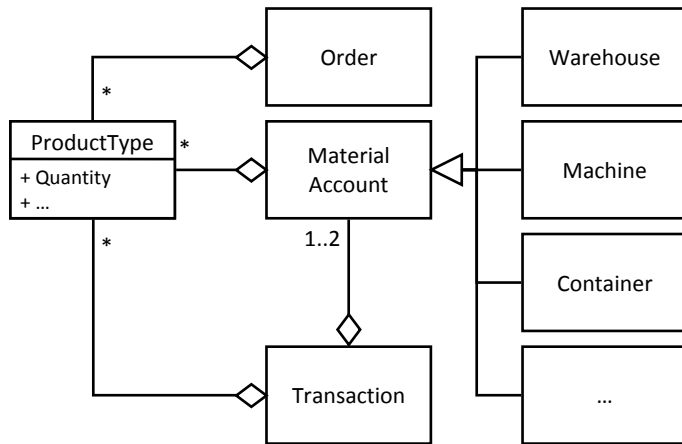 Order
Warehouse
*
ProductType
*
+ Quantity
+ ...
Material
Account
Machine
*
1..2
Container
Transaction
...